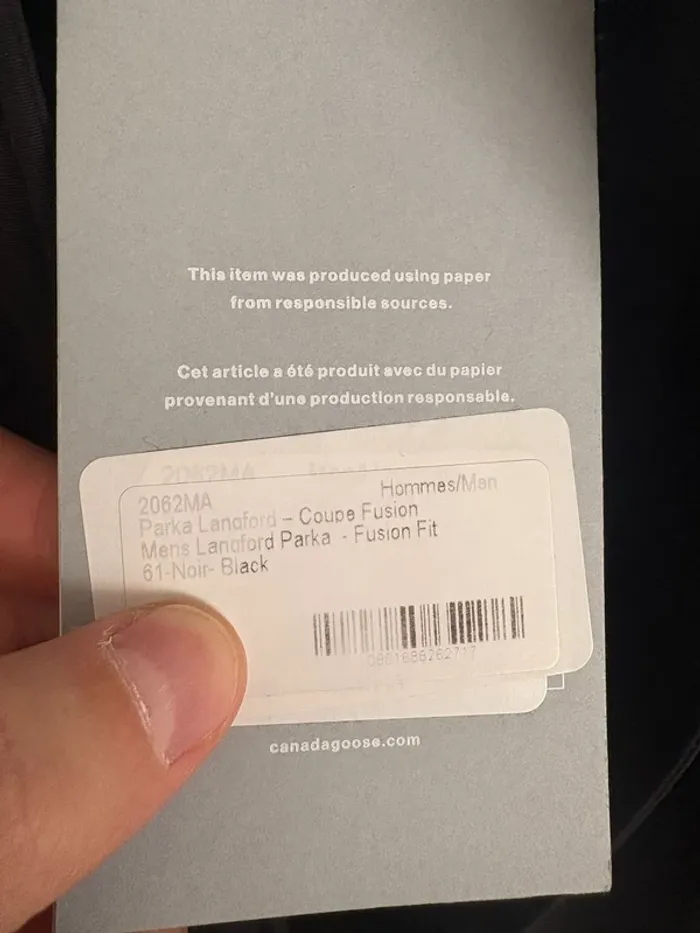 This item was produced using paper
from responsible sources.
Cet article a été produit avec du papier
provenant d'une production responsable.
2062MA
Hommes/Men
2062MA
Parka Langford – Coupe Fusion
Mens Langford Parka - Fusion Fit
61-Noir- Black
canadagoose.com